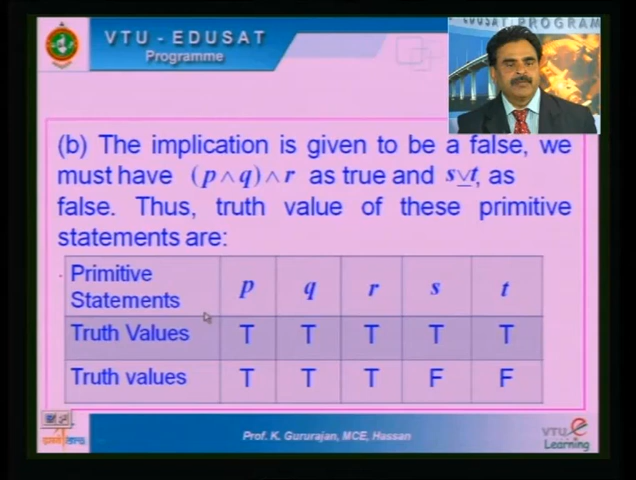 VTU - EDUSAT
Programme
EDUSAT PROGRAM
(b) The implication is given to be a false, we
must have (p∧q)∧r as true and s⊻t, as
false. Thus, truth value of these primitive
statements are:
Primitive Statements p q r s t
Truth Values T T T T T
Truth values T T T F F
Prof. K. Gururajan, MCE, Hassan
VTU e
Learning